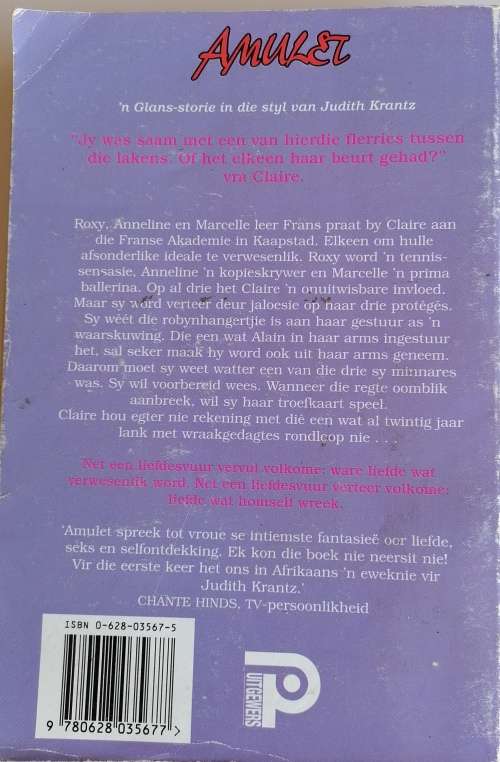 AMULET
'n Glans-storie in die styl van Judith Krantz
"Jy was saam met een van hierdie flerries tussen
die lakens. Of het elkeen haar beurt gehad?"
vra Claire.
Roxy, Anneline en Marcelle leer Frans praat by Claire aan
die Franse Akademie in Kaapstad. Elkeen om hulle
afsonderlike ideale te verwesenlik. Roxy word 'n tennis-
sensasie, Anneline 'n kopieskrywer en Marcelle 'n prima
ballerina. Op al drie het Claire 'n onuitwisbare invloed.
Maar sy word verteer deur jaloesie op haar drie protégés.
Sy wéét die robynhangertjie is aan haar gestuur as 'n
waarskuwing. Die een wat Alain in haar arms ingestuur
het, sal seker maak hy word ook uit haar arms geneem.
Daarom moet sy weet watter een van die drie sy minnares
was. Sy wil voorbereid wees. Wanneer die regte oomblik
aanbreek, wil sy haar troefkaart speel.
Claire hou egter nie rekening met dié een wat al twintig jaar
lank met wraakgedagtes rondloop nie . . .
Net een liefdesvuur vervul volkome: ware liefde wat
verwesenlik word. Net een liefdesvuur verteer volkome:
liefde wat homself wreek.
'Amulet spreek tot vroue se intiemste fantasieë oor liefde,
seks en selfontdekking. Ek kon die boek nie neersit nie!
Vir die eerste keer het ons in Afrikaans 'n eweknie vir
Judith Krantz.'
CHANTE HINDS, TV-persoonlikheid
ISBN 0-628-03567-5
9 780628 035677 >
UITGEWERS